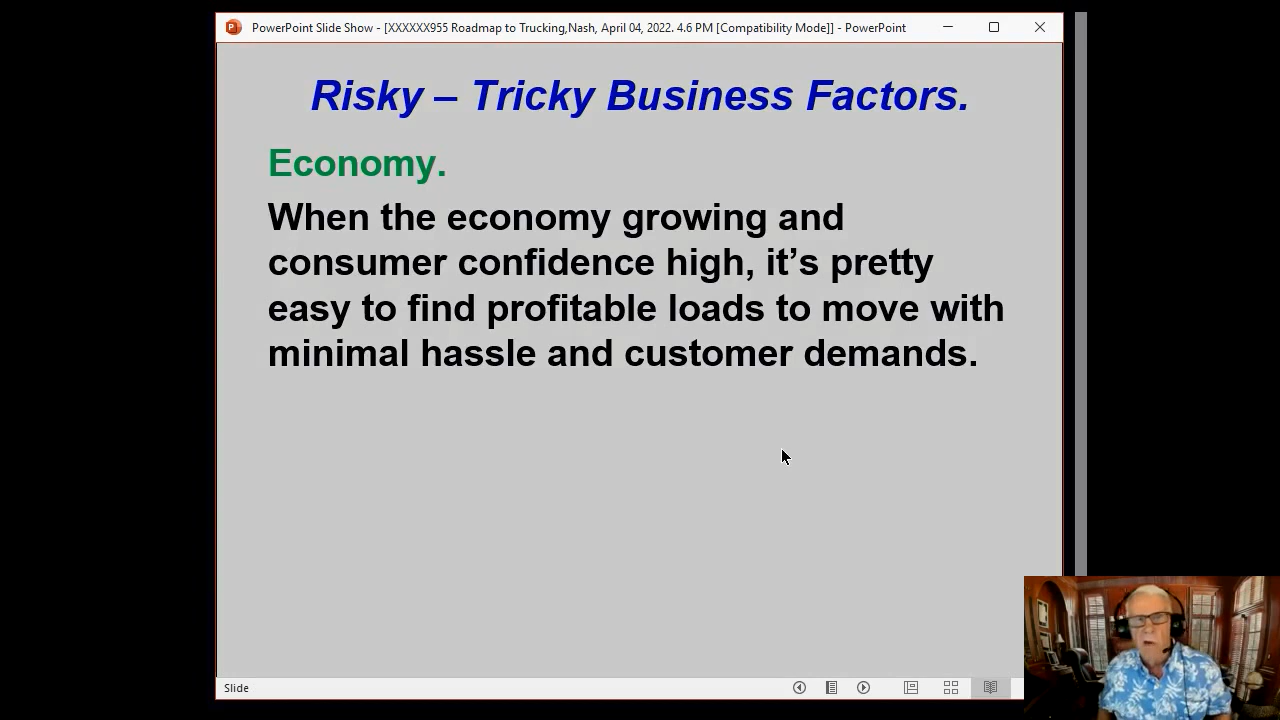 PowerPoint Slide Show - [XXXXXX955 Roadmap to Trucking,Nash, April 04, 2022. 4.6 PM [Compatibility Mode]] - PowerPoint
Risky – Tricky Business Factors.
Economy.
When the economy growing and
consumer confidence high, it’s pretty
easy to find profitable loads to move with
minimal hassle and customer demands.
Slide